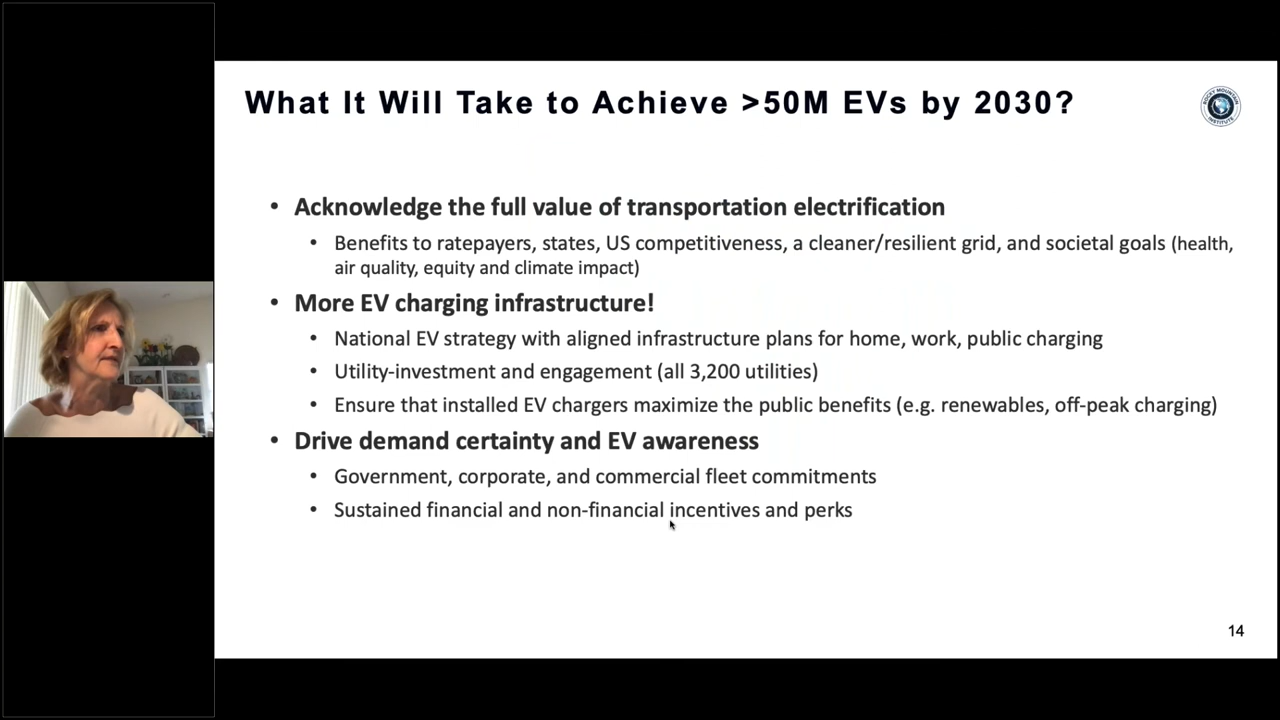 What It Will Take to Achieve >50M EVs by 2030?
ROCKY MOUNTAIN
INSTITUTE
• Acknowledge the full value of transportation electrification
• Benefits to ratepayers, states, US competitiveness, a cleaner/resilient grid, and societal goals (health,
air quality, equity and climate impact)
• More EV charging infrastructure!
• National EV strategy with aligned infrastructure plans for home, work, public charging
• Utility-investment and engagement (all 3,200 utilities)
• Ensure that installed EV chargers maximize the public benefits (e.g. renewables, off-peak charging)
• Drive demand certainty and EV awareness
• Government, corporate, and commercial fleet commitments
• Sustained financial and non-financial incentives and perks
14